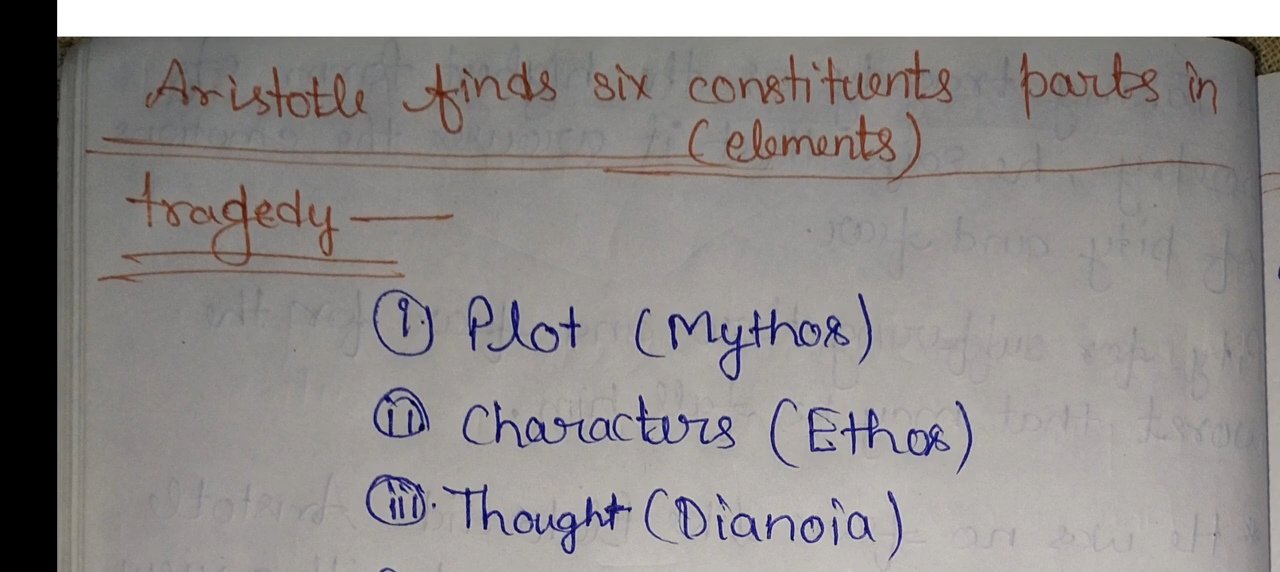 Aristotle finds six constituents parts in
(elements)
tragedy —
(i) Plot (Mythos)
(ii) Characters (Ethos)
(iii). Thought (Dianoia)